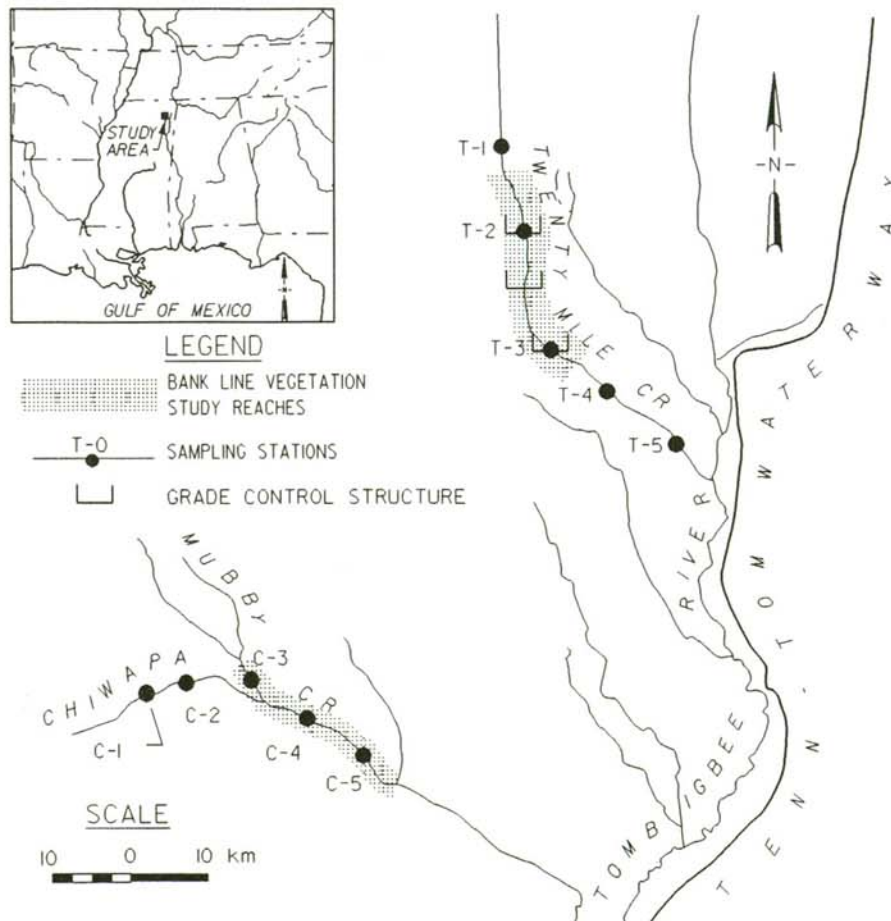 STUDY
AREA
GULF OF MEXICO
LEGEND
BANK LINE VEGETATION
STUDY REACHES
T-O
SAMPLING STATIONS
GRADE CONTROL STRUCTURE
T-1
T-2
T-3
T-4
T-5
TWENTY MILE CR
-N-
TENN - TOM WATERWAY
TOMBIGBEE RIVER
MUBBY
CHIWAPA CR
C-1
C-2
C-3
C-4
C-5
SCALE
10 0 10 km